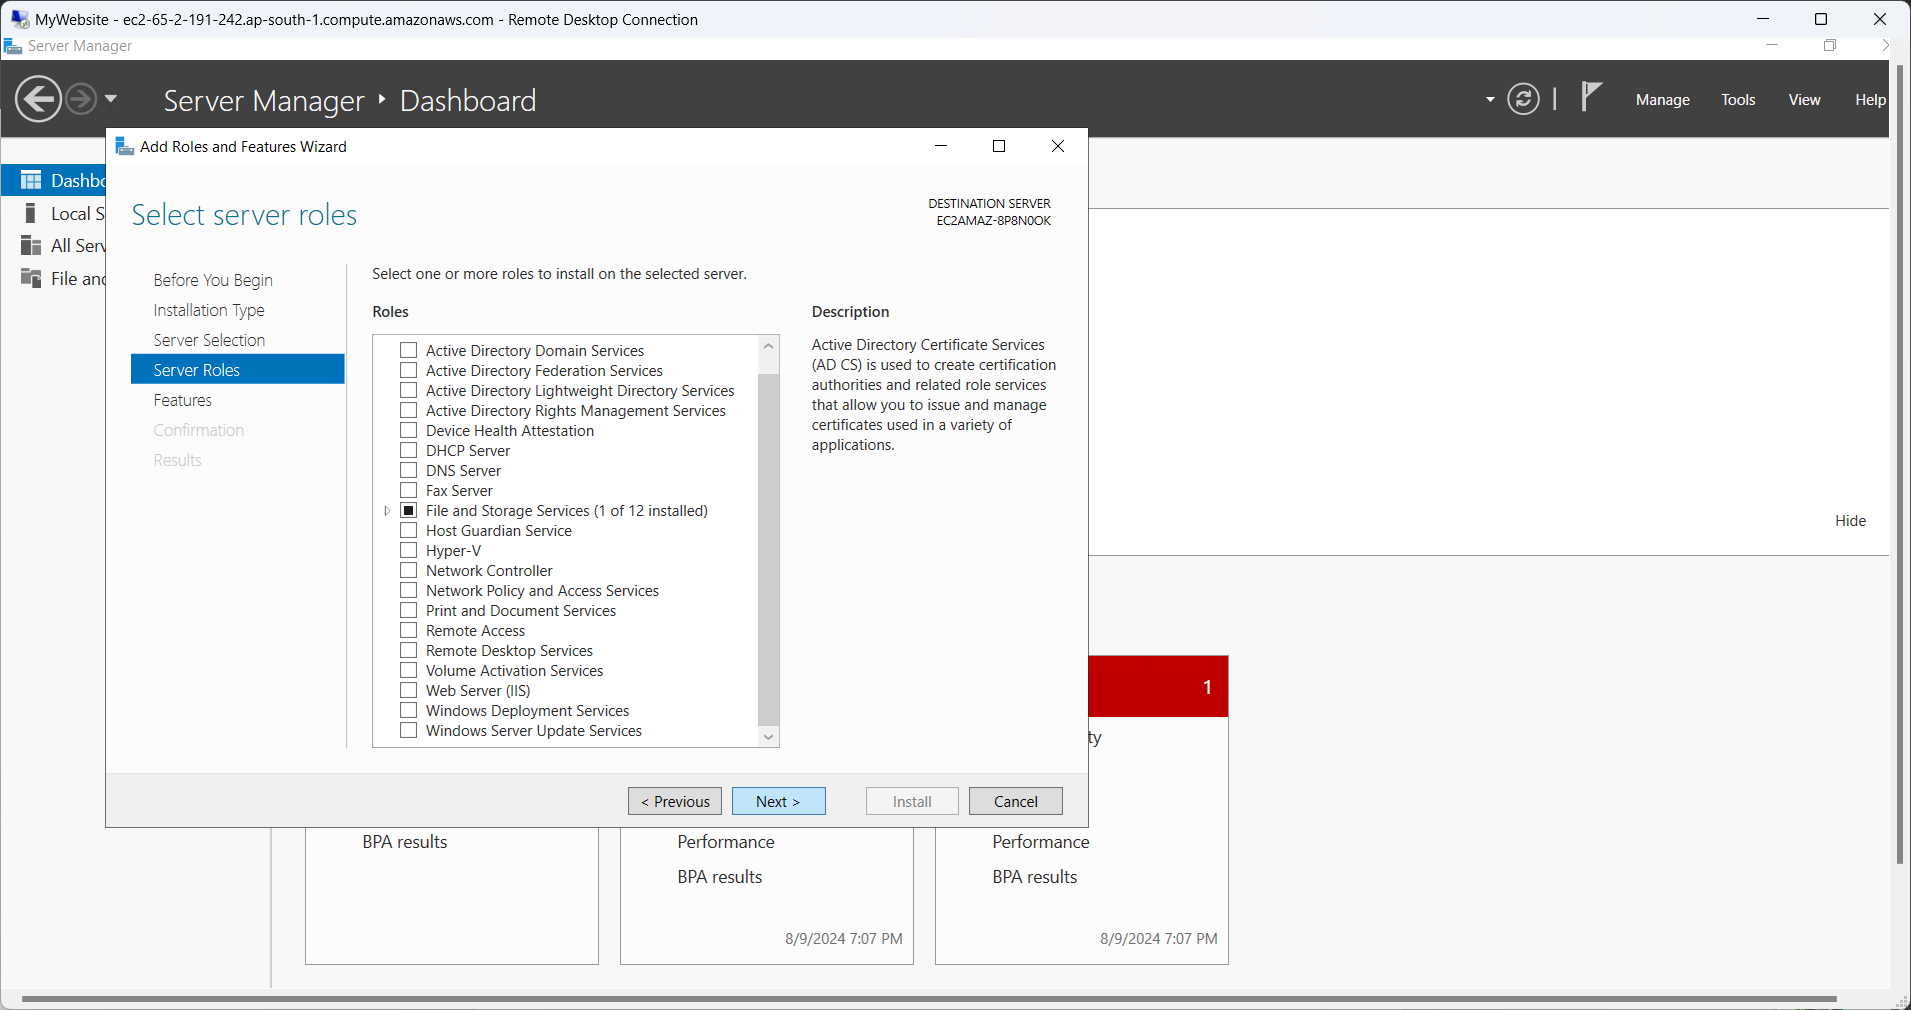 MyWebsite - ec2-65-2-191-242.ap-south-1.compute.amazonaws.com - Remote Desktop Connection
Server Manager
Server Manager Dashboard
Manage
Tools
View
Help
Dashbo
Local S
All Serv
File and
Add Roles and Features Wizard
Select server roles
DESTINATION SERVER
EC2AMAZ-8P8N0OK
Before You Begin
Installation Type
Server Selection
Server Roles
Features
Confirmation
Results
Select one or more roles to install on the selected server.
Roles
Active Directory Domain Services
Active Directory Federation Services
Active Directory Lightweight Directory Services
Active Directory Rights Management Services
Device Health Attestation
DHCP Server
DNS Server
Fax Server
File and Storage Services (1 of 12 installed)
Host Guardian Service
Hyper-V
Network Controller
Network Policy and Access Services
Print and Document Services
Remote Access
Remote Desktop Services
Volume Activation Services
Web Server (IIS)
Windows Deployment Services
Windows Server Update Services
Description
Active Directory Certificate Services
(AD CS) is used to create certification
authorities and related role services
that allow you to issue and manage
certificates used in a variety of
applications.
< Previous
Next >
Install
Cancel
Hide
1
ty
BPA results
Performance
BPA results
8/9/2024 7:07 PM
Performance
BPA results
8/9/2024 7:07 PM